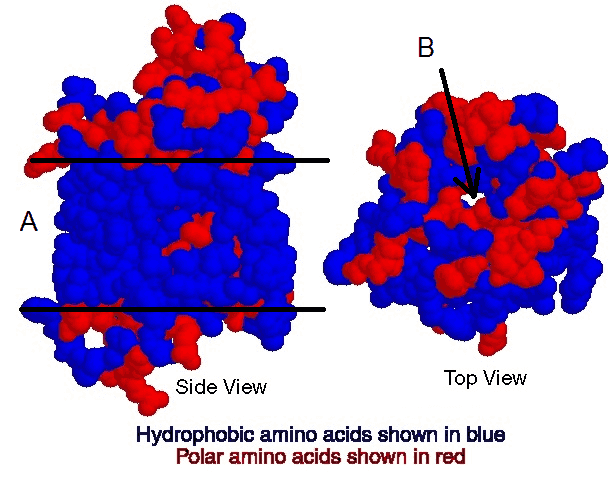 B
A
Side View
Top View
Hydrophobic amino acids shown in blue
Polar amino acids shown in red